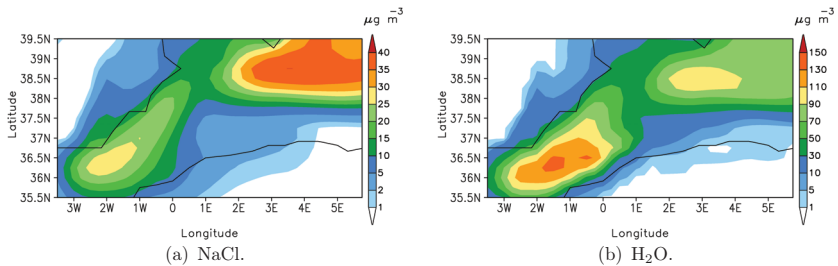 μg m⁻³
39.5N
39N
38.5N
38N
37.5N
37N
36.5N
36N
35.5N
Latitude
3W 2W 1W 0 1E 2E 3E 4E 5E
Longitude
40
35
30
25
20
15
10
5
2
1
(a) NaCl.
μg m⁻³
39.5N
39N
38.5N
38N
37.5N
37N
36.5N
36N
35.5N
Latitude
3W 2W 1W 0 1E 2E 3E 4E 5E
Longitude
150
130
110
90
70
50
30
10
5
1
(b) H₂O.